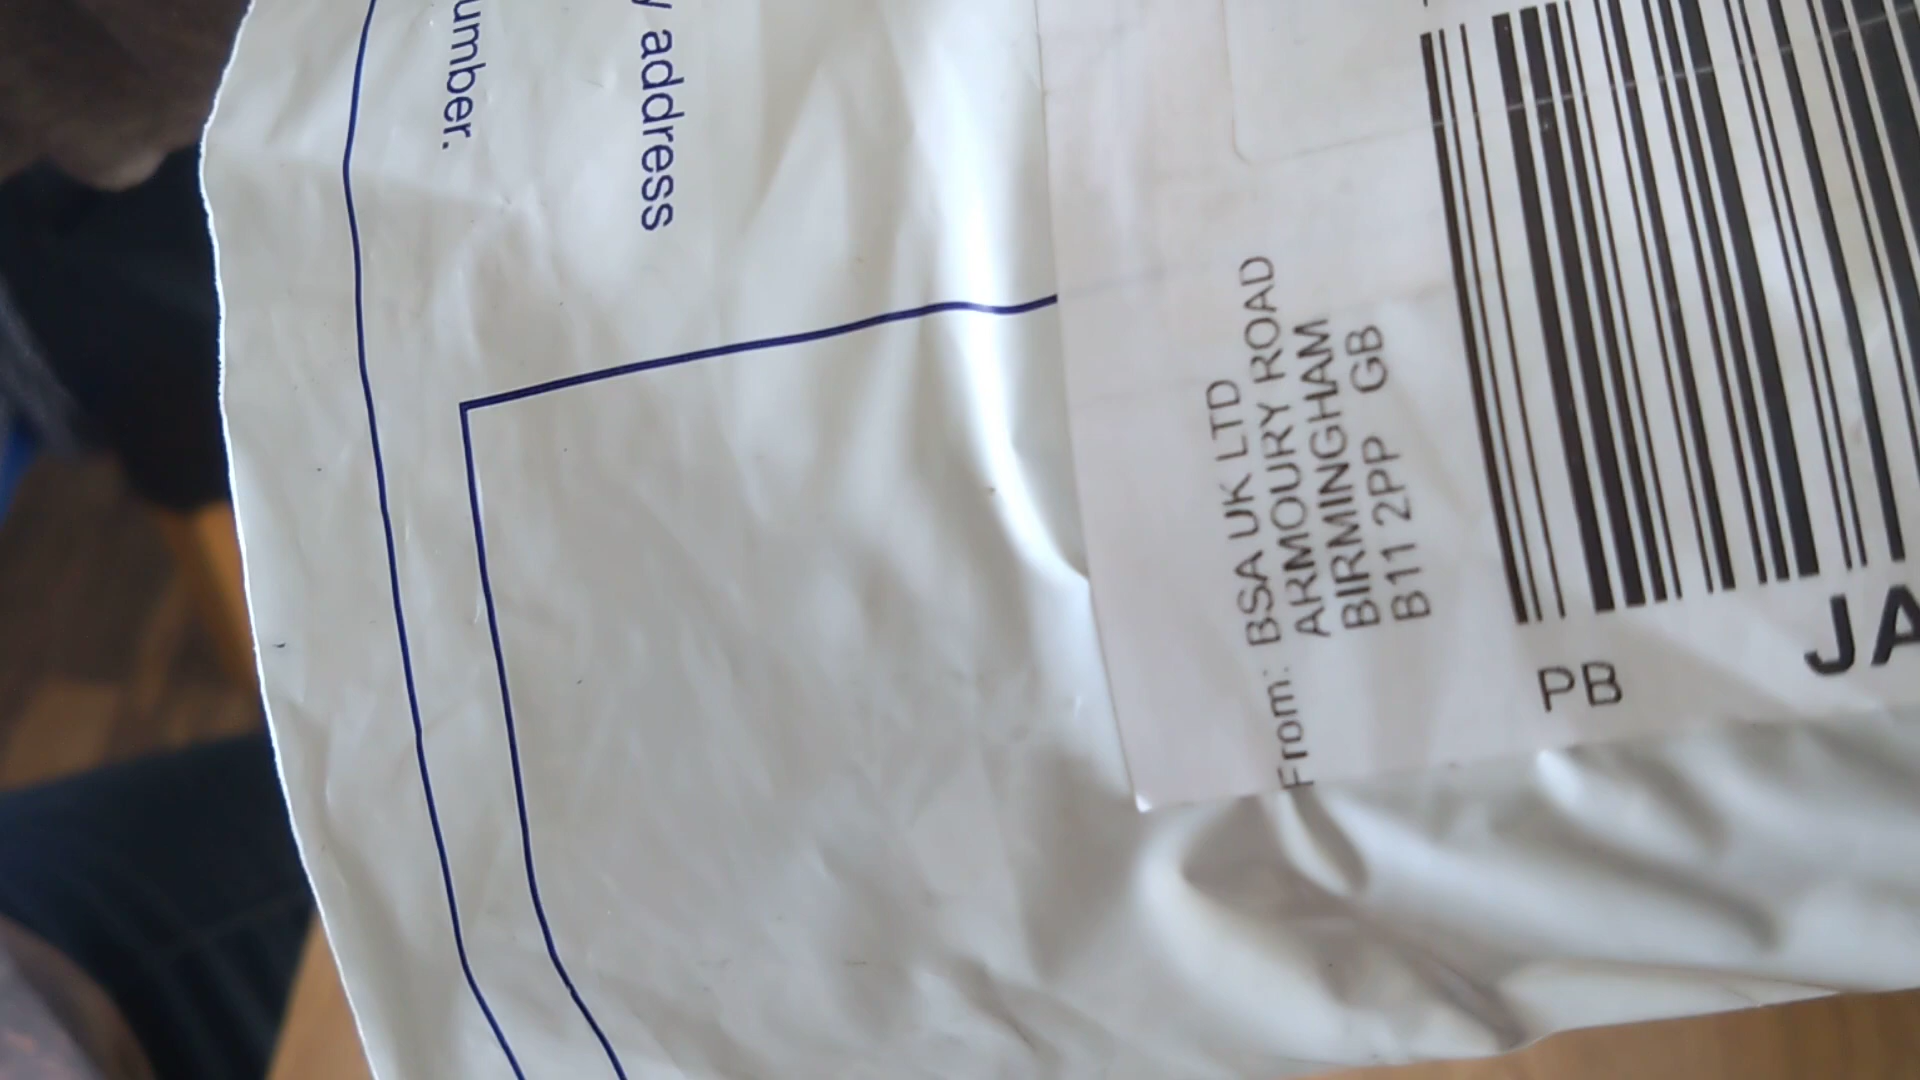 umber.
address
From: BSA UK LTD
ARMOURY ROAD
BIRMINGHAM
B11 2PP GB
PB
JA